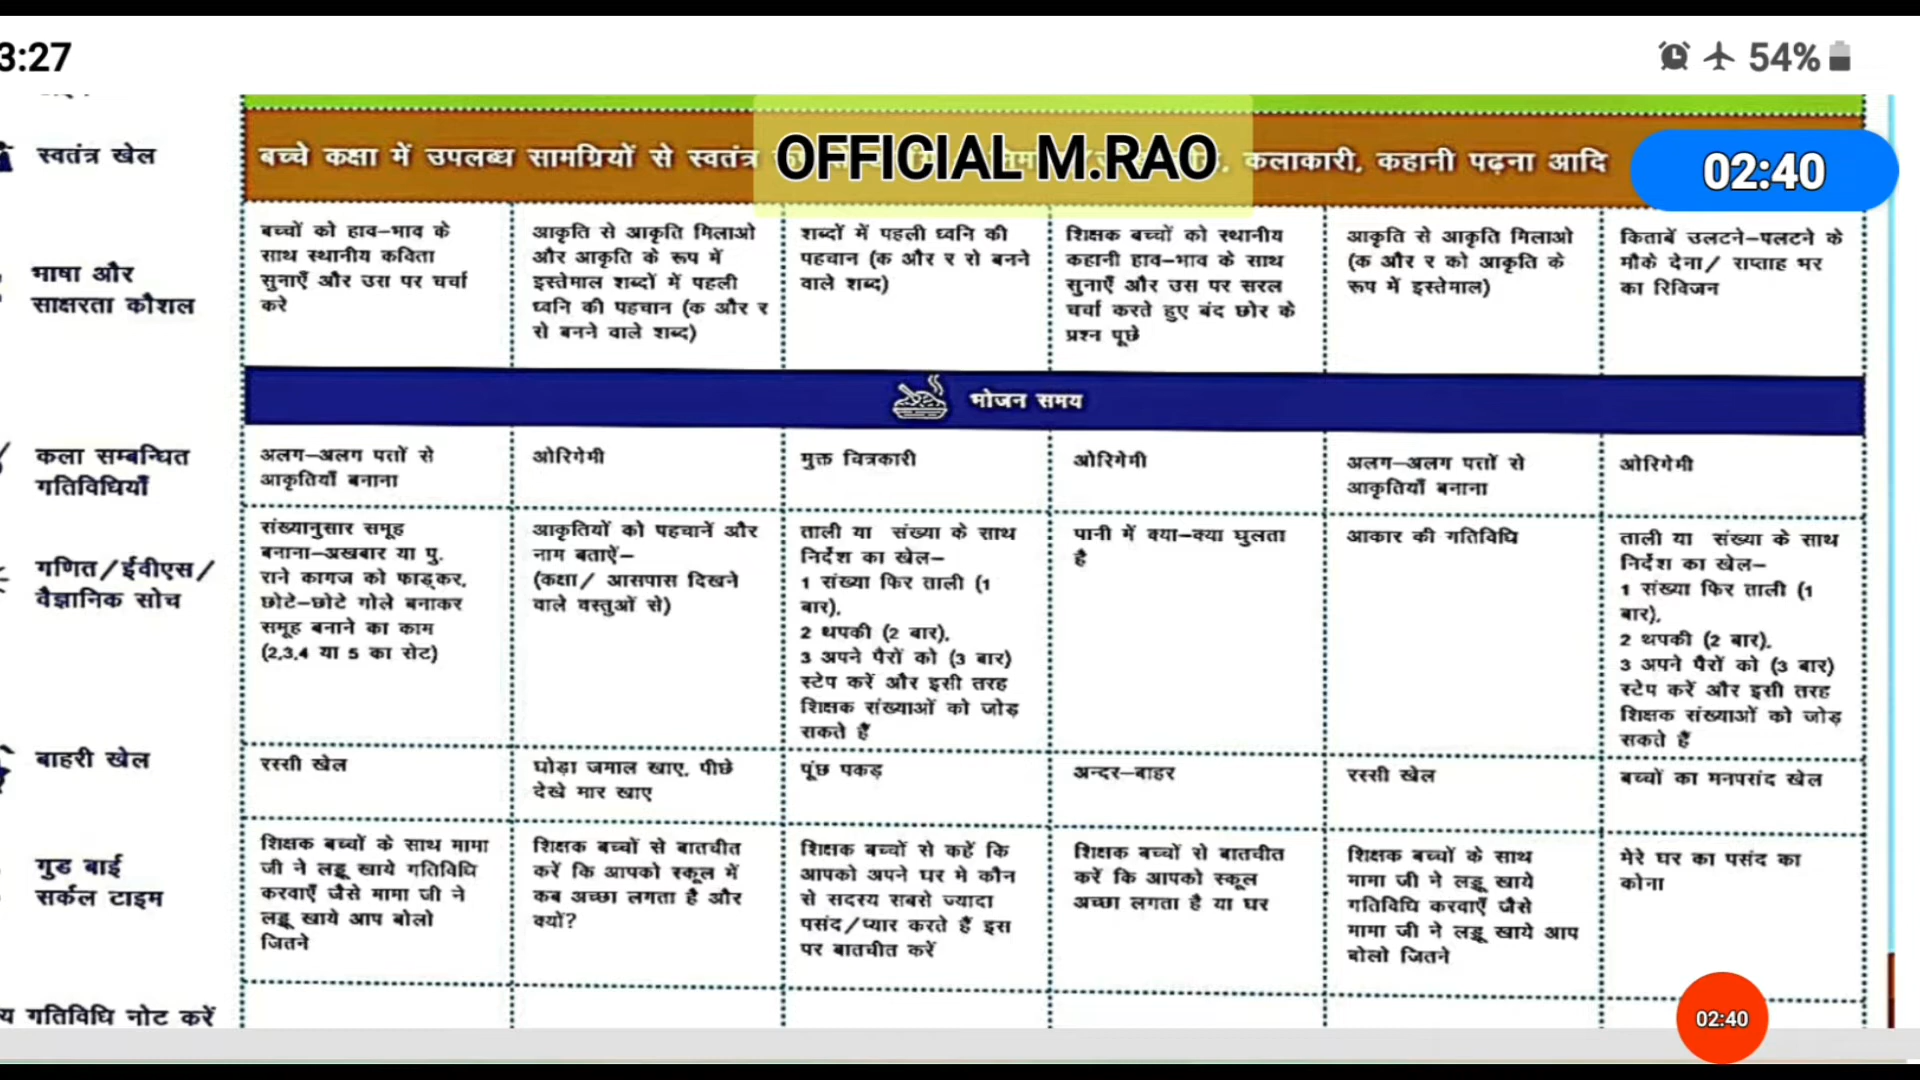 3:27
54%
OFFICIAL M.RAO
02:40
स्वतंत्र खेल
बच्चे कक्षा में उपलब्ध सामग्रियों से स्वतंत्र
कलाकारी, कहानी पढ़ना आदि
भाषा और
साक्षरता कौशल
बच्चों को हाव-भाव के
साथ स्थानीय कविता
सुनाएँ और उस पर चर्चा
करे
आकृति से आकृति मिलाओ
और आकृति के रूप में
इस्तेमाल शब्दों में पहली
ध्वनि की पहचान (क और र
से बनने वाले शब्द)
शब्दों में पहली ध्वनि की
पहचान (क और र से बनने
वाले शब्द)
शिक्षक बच्चों को स्थानीय
कहानी हाव-भाव के साथ
सुनाएँ और उस पर सरल
चर्चा करते हुए बंद छोर के
प्रश्न पूछे
आकृति से आकृति मिलाओ
(क और र को आकृति के
रूप में इस्तेमाल)
किताबें उलटने-पलटने के
मौके देना/ सप्ताह भर
का रिविजन
भोजन समय
कला सम्बन्धित
गतिविधियाँ
अलग-अलग पत्तों से
आकृतियाँ बनाना
ओरिगेमी
मुक्त चित्रकारी
ओरिगेमी
अलग-अलग पत्तों से
आकृतियाँ बनाना
ओरिगेमी
गणित/ईवीएस/
वैज्ञानिक सोच
संख्यानुसार समूह
बनाना-अखबार या पु.
राने कागज को फाड़कर,
छोटे-छोटे गोले बनाकर
समूह बनाने का काम
(2,3,4 या 5 का सेट)
आकृतियों को पहचानें और
नाम बताऐं-
(कक्षा/ आसपास दिखने
वाले वस्तुओं से)
ताली या संख्या के साथ
निर्देश का खेल-
1 संख्या फिर ताली (1
बार),
2 थपकी (2 बार),
3 अपने पैरों को (3 बार)
स्टेप करें और इसी तरह
शिक्षक संख्याओं को जोड़
सकते हैं
पानी में क्या-क्या घुलता
है
आकार की गतिविधि
ताली या संख्या के साथ
निर्देश का खेल-
1 संख्या फिर ताली (1
बार),
2 थपकी (2 बार),
3 अपने पैरों को (3 बार)
स्टेप करें और इसी तरह
शिक्षक संख्याओं को जोड़
सकते हैं
बाहरी खेल
रस्सी खेल
घोड़ा जमाल खाए, पीछे
देखे मार खाए
पूंछ पकड़
अन्दर-बाहर
रस्सी खेल
बच्चों का मनपसंद खेल
गुड बाई
सर्कल टाइम
शिक्षक बच्चों के साथ मामा
जी ने लड्डू खाये गतिविधि
करवाएँ जैसे मामा जी ने
लड्डू खाये आप बोलो
जितने
शिक्षक बच्चों से बातचीत
करें कि आपको स्कूल में
कब अच्छा लगता है और
क्यों?
शिक्षक बच्चों से कहें कि
आपको अपने घर मे कौन
से सदस्य सबसे ज्यादा
पसंद/प्यार करते हैं इस
पर बातचीत करें
शिक्षक बच्चों से बातचीत
करें कि आपको स्कूल
अच्छा लगता है या घर
शिक्षक बच्चों के साथ
मामा जी ने लड्डू खाये
गतिविधि करवाएँ जैसे
मामा जी ने लड्डू खाये आप
बोलो जितने
मेरे घर का पसंद का
कोना
गतिविधि नोट करें
02:40